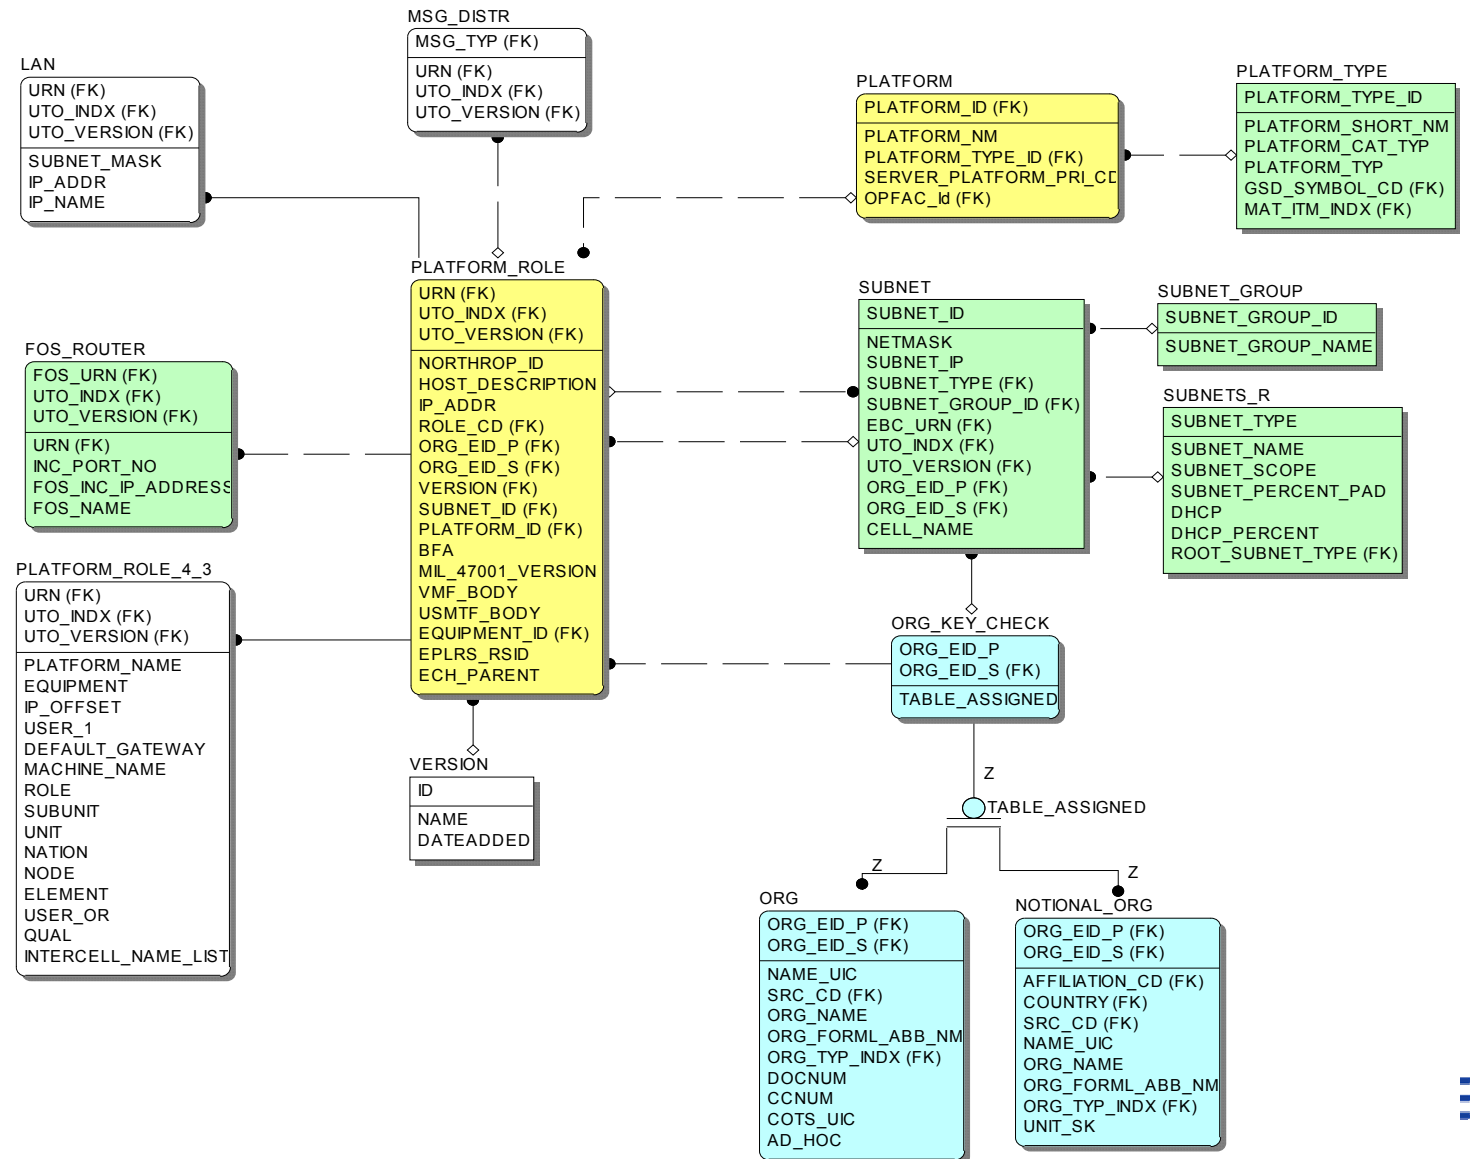 MSG_DISTR
MSG_TYP (FK)
URN (FK)
UTO_INDX (FK)
UTO_VERSION (FK)
LAN
URN (FK)
UTO_INDX (FK)
UTO_VERSION (FK)
SUBNET_MASK
IP_ADDR
IP_NAME
PLATFORM
PLATFORM_ID (FK)
PLATFORM_NM
PLATFORM_TYPE_ID (FK)
SERVER_PLATFORM_PRI_CD
OPFAC_Id (FK)
PLATFORM_TYPE
PLATFORM_TYPE_ID
PLATFORM_SHORT_NM
PLATFORM_CAT_TYP
PLATFORM_TYP
GSD_SYMBOL_CD (FK)
MAT_ITM_INDX (FK)
PLATFORM_ROLE
URN (FK)
UTO_INDX (FK)
UTO_VERSION (FK)
NORTHROP_ID
HOST_DESCRIPTION
IP_ADDR
ROLE_CD (FK)
ORG_EID_P (FK)
ORG_EID_S (FK)
VERSION (FK)
SUBNET_ID (FK)
PLATFORM_ID (FK)
BFA
MIL_47001_VERSION
VMF_BODY
USMTF_BODY
EQUIPMENT_ID (FK)
EPLRS_RSID
ECH_PARENT
SUBNET
SUBNET_ID
NETMASK
SUBNET_IP
SUBNET_TYPE (FK)
SUBNET_GROUP_ID (FK)
EBC_URN (FK)
UTO_INDX (FK)
UTO_VERSION (FK)
ORG_EID_P (FK)
ORG_EID_S (FK)
CELL_NAME
SUBNET_GROUP
SUBNET_GROUP_ID
SUBNET_GROUP_NAME
SUBNETS_R
SUBNET_TYPE
SUBNET_NAME
SUBNET_SCOPE
SUBNET_PERCENT_PAD
DHCP
DHCP_PERCENT
ROOT_SUBNET_TYPE (FK)
FOS_ROUTER
FOS_URN (FK)
UTO_INDX (FK)
UTO_VERSION (FK)
URN (FK)
INC_PORT_NO
FOS_INC_IP_ADDRESS
FOS_NAME
PLATFORM_ROLE_4_3
URN (FK)
UTO_INDX (FK)
UTO_VERSION (FK)
PLATFORM_NAME
EQUIPMENT
IP_OFFSET
USER_1
DEFAULT_GATEWAY
MACHINE_NAME
ROLE
SUBUNIT
UNIT
NATION
NODE
ELEMENT
USER_OR
QUAL
INTERCELL_NAME_LIST
VERSION
ID
NAME
DATEADDED
ORG_KEY_CHECK
ORG_EID_P
ORG_EID_S (FK)
TABLE_ASSIGNED
Z
TABLE_ASSIGNED
Z
Z
ORG
ORG_EID_P (FK)
ORG_EID_S (FK)
NAME_UIC
SRC_CD (FK)
ORG_NAME
ORG_FORML_ABB_NM
ORG_TYP_INDX (FK)
DOCNUM
CCNUM
COTS_UIC
AD_HOC
NOTIONAL_ORG
ORG_EID_P (FK)
ORG_EID_S (FK)
AFFILIATION_CD (FK)
COUNTRY (FK)
SRC_CD (FK)
NAME_UIC
ORG_NAME
ORG_FORML_ABB_NM
ORG_TYP_INDX (FK)
UNIT_SK